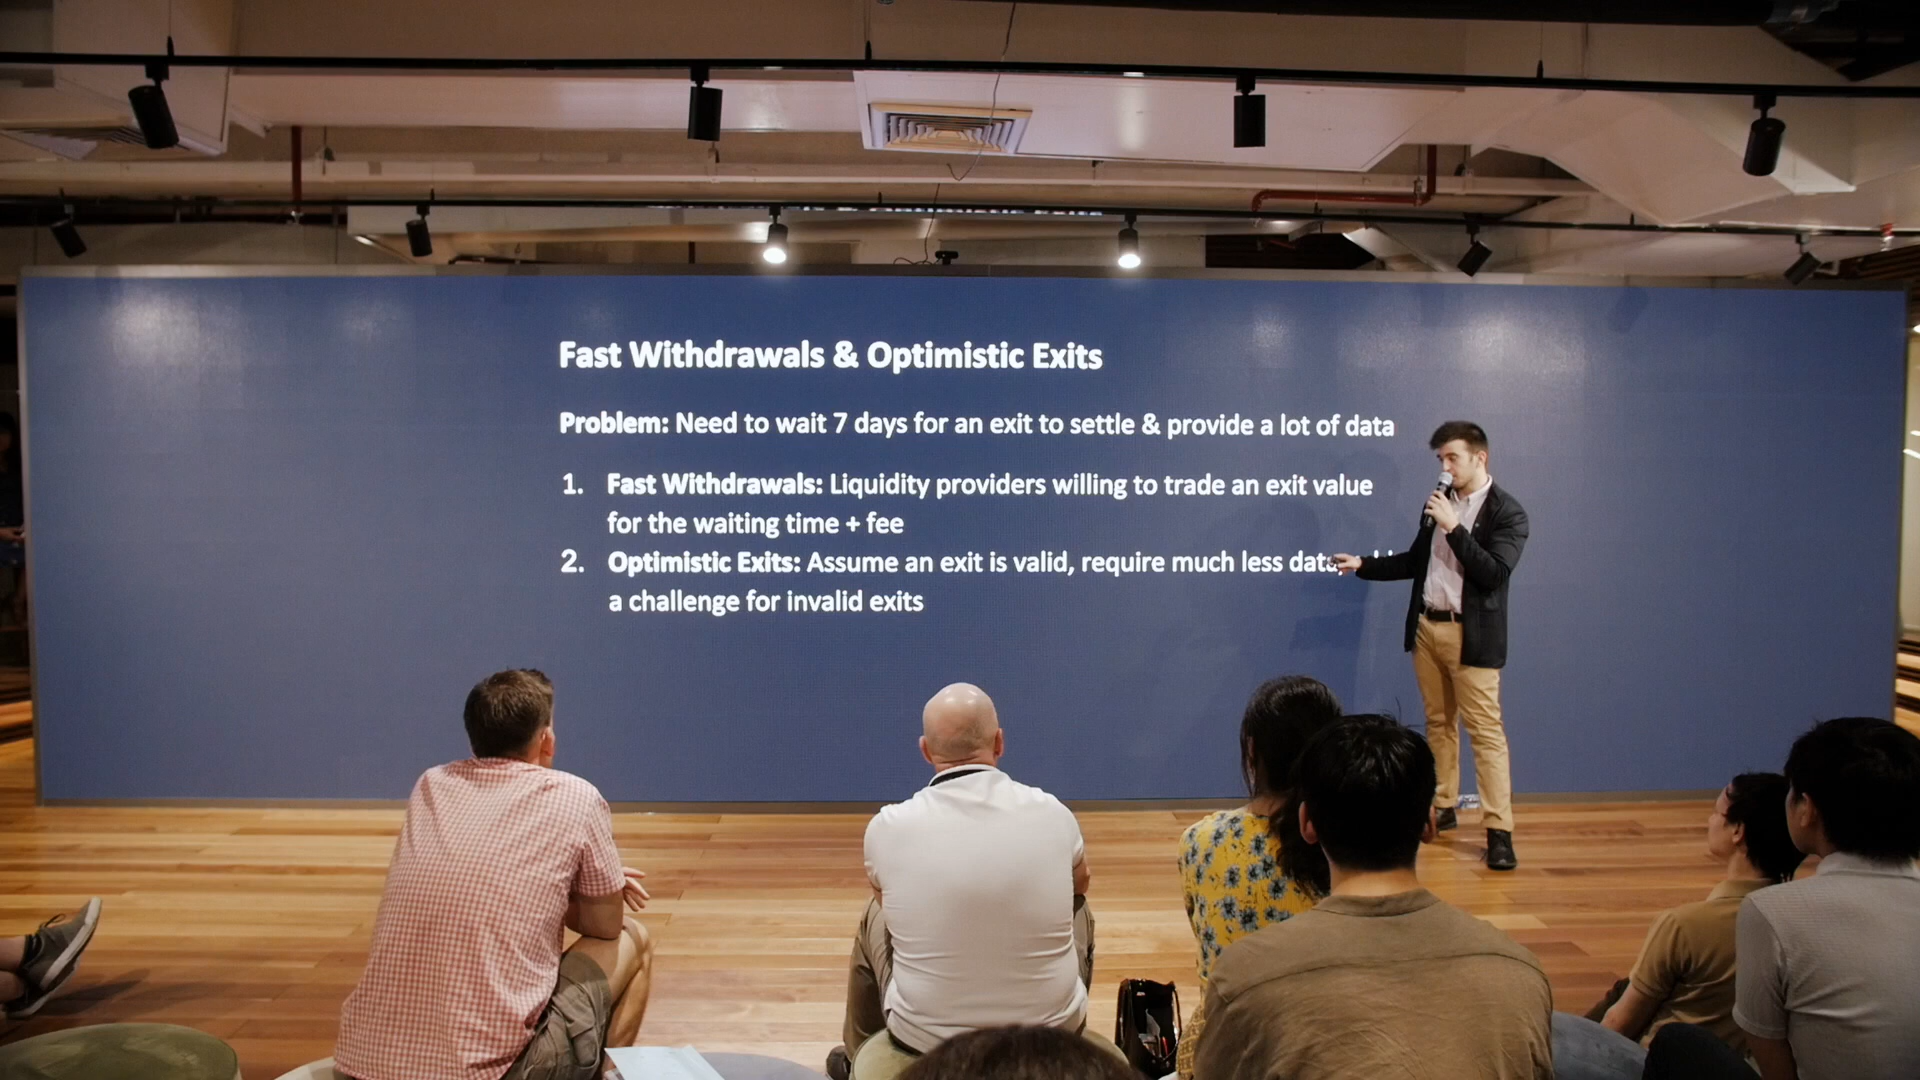 Fast Withdrawals & Optimistic Exits
Problem: Need to wait 7 days for an exit to settle & provide a lot of data
1. Fast Withdrawals: Liquidity providers willing to trade an exit value
for the waiting time + fee
2. Optimistic Exits: Assume an exit is valid, require much less data,
a challenge for invalid exits